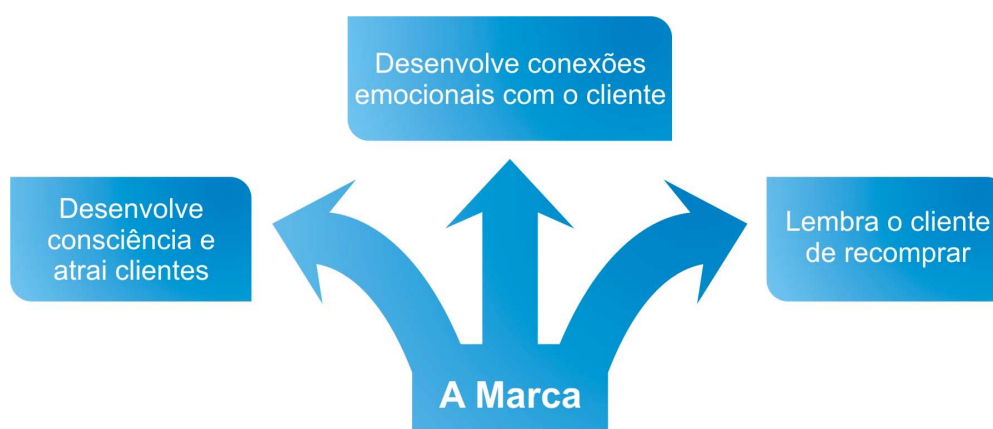 Desenvolve conexões
emocionais com o cliente
Desenvolve
consciência e
atrai clientes
Lembra o cliente
de recomprar
A Marca